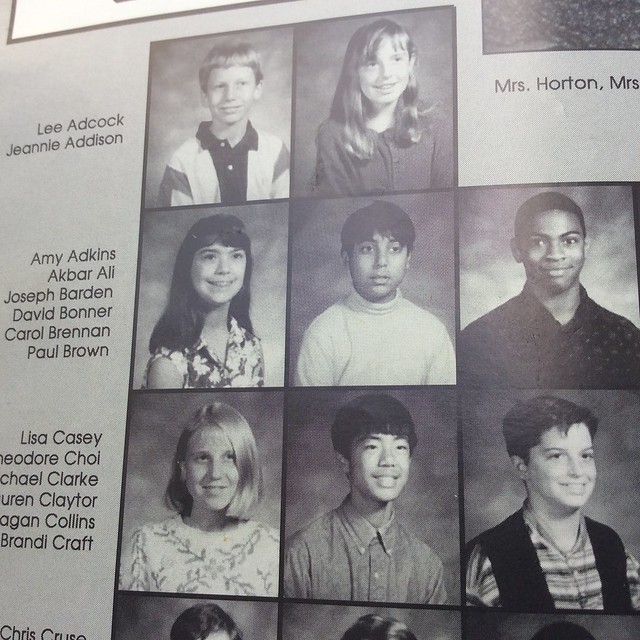 Mrs. Horton, Mrs
Lee Adcock
Jeannie Addison
Amy Adkins
Akbar Ali
Joseph Barden
David Bonner
Carol Brennan
Paul Brown
Lisa Casey
heodore Choi
chael Clarke
uren Claytor
agan Collins
Brandi Craft
Chris Cruse